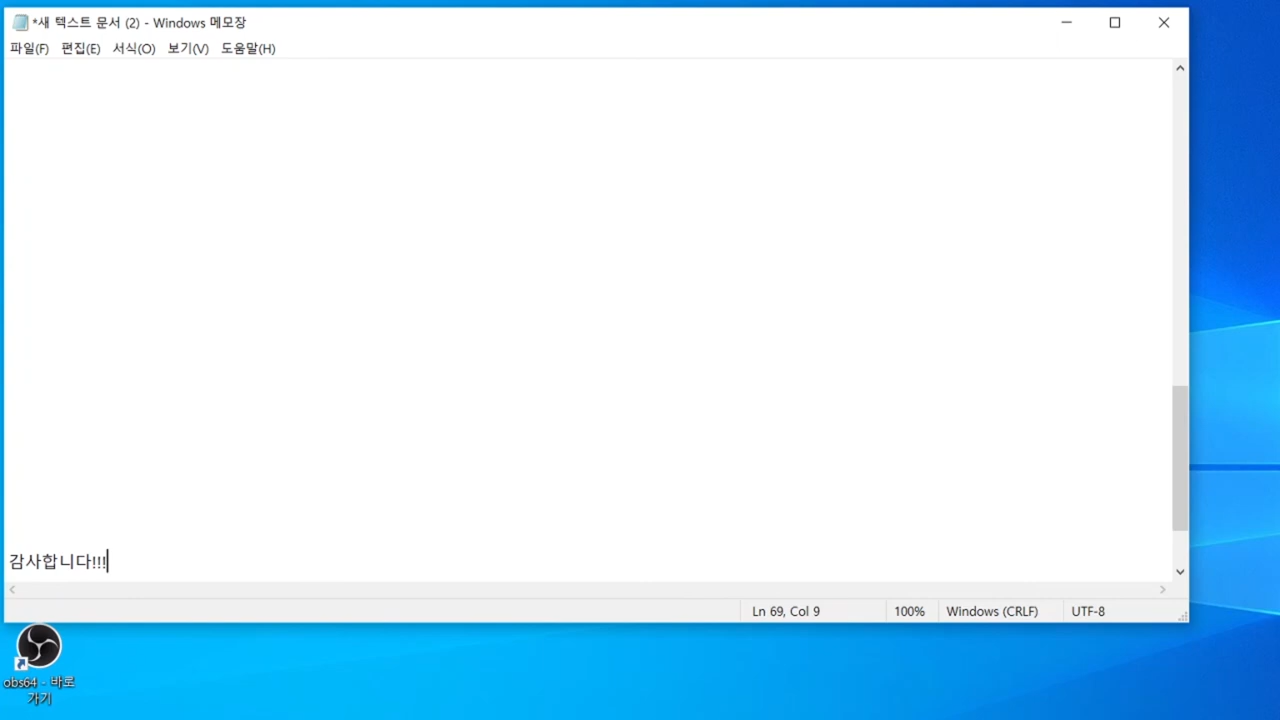 *새 텍스트 문서 (2) - Windows 메모장
파일(F) 편집(E) 서식(O) 보기(V) 도움말(H)
감사합니다!!!
Ln 69, Col 9 100% Windows (CRLF) UTF-8
obs64 - 바로
가기